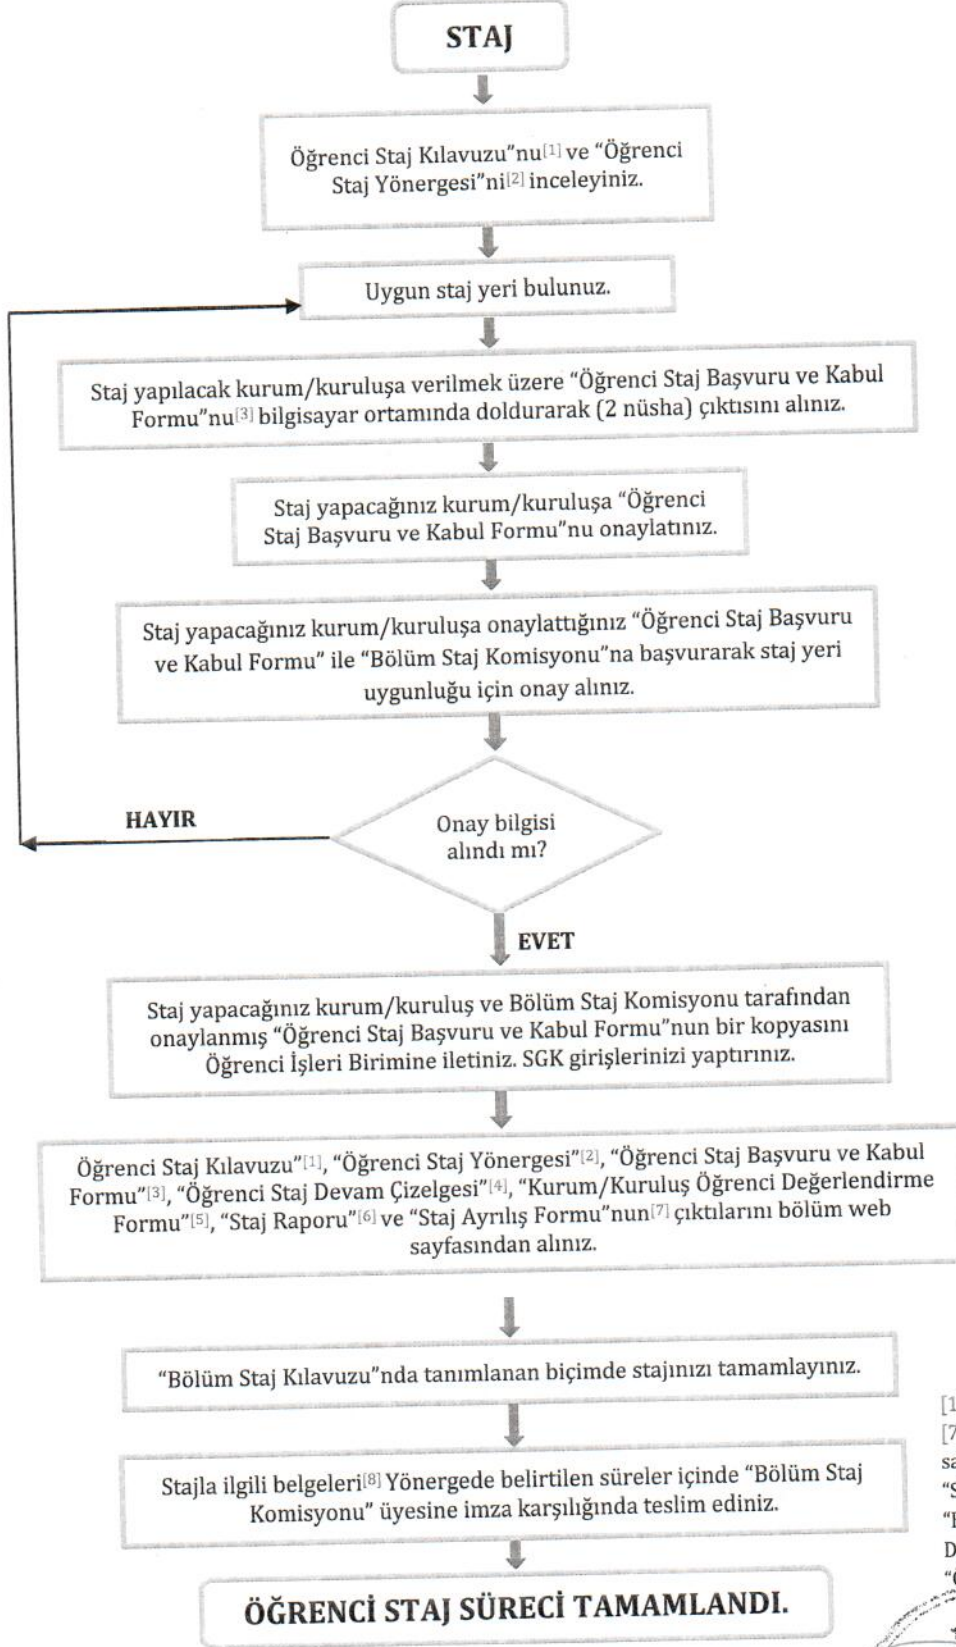 STAJ
Öğrenci Staj Kılavuzu”nu[1] ve “Öğrenci
Staj Yönergesi”ni[2] inceleyiniz.
Uygun staj yeri bulunuz.
Staj yapılacak kurum/kuruluşa verilmek üzere “Öğrenci Staj Başvuru ve Kabul
Formu”nu[3] bilgisayar ortamında doldurarak (2 nüsha) çıktısını alınız.
Staj yapacağınız kurum/kuruluşa “Öğrenci
Staj Başvuru ve Kabul Formu”nu onaylatınız.
Staj yapacağınız kurum/kuruluşa onaylattığınız “Öğrenci Staj Başvuru
ve Kabul Formu” ile “Bölüm Staj Komisyonu”na başvurarak staj yeri
uygunluğu için onay alınız.
HAYIR
Onay bilgisi
alındı mı?
EVET
Staj yapacağınız kurum/kuruluş ve Bölüm Staj Komisyonu tarafından
onaylanmış “Öğrenci Staj Başvuru ve Kabul Formu”nun bir kopyasını
Öğrenci İşleri Birimine iletiniz. SGK girişlerinizi yaptırınız.
Öğrenci Staj Kılavuzu”[1], “Öğrenci Staj Yönergesi”[2], “Öğrenci Staj Başvuru ve Kabul
Formu”[3], “Öğrenci Staj Devam Çizelgesi”[4], “Kurum/Kuruluş Öğrenci Değerlendirme
Formu”[5], “Staj Raporu”[6] ve “Staj Ayrılış Formu”nun[7] çıktılarını bölüm web
sayfasından alınız.
“Bölüm Staj Kılavuzu”nda tanımlanan biçimde stajınızı tamamlayınız.
Stajla ilgili belgeleri[8] Yönergede belirtilen süreler içinde “Bölüm Staj
Komisyonu” üyesine imza karşılığında teslim ediniz.
ÖĞRENCİ STAJ SÜRECİ TAMAMLANDI.